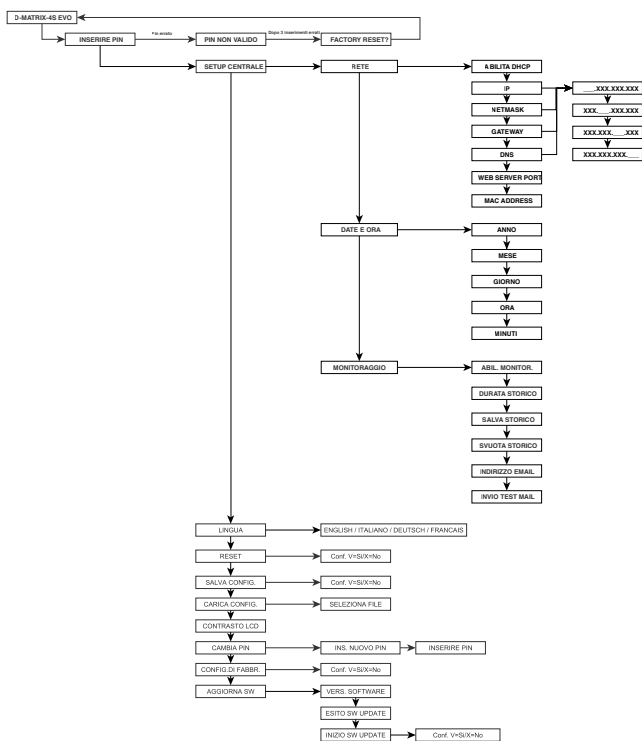 D-MATRIX-4S EVO
INSERIRE PIN
Pin errato
PIN NON VALIDO
Dopo 3 inserimenti errati
FACTORY RESET?
SETUP CENTRALE
RETE
ABILITA DHCP
IP
___.XXX.XXX.XXX
NETMASK
XXX.___.XXX.XXX
GATEWAY
XXX.XXX.___.XXX
DNS
XXX.XXX.XXX.___
WEB SERVER PORT
MAC ADDRESS
DATE E ORA
ANNO
MESE
GIORNO
ORA
MINUTI
MONITORAGGIO
ABIL. MONITOR.
DURATA STORICO
SALVA STORICO
SVUOTA STORICO
INDIRIZZO EMAIL
INVIO TEST MAIL
LINGUA
ENGLISH / ITALIANO / DEUTSCH / FRANCAIS
RESET
Conf. V=Si/X=No
SALVA CONFIG.
Conf. V=Si/X=No
CARICA CONFIG.
SELEZIONA FILE
CONTRASTO LCD
CAMBIA PIN
INS. NUOVO PIN
INSERIRE PIN
CONFIG.DI FABBR.
Conf. V=Si/X=No
AGGIORNA SW
VERS. SOFTWARE
ESITO SW UPDATE
INIZIO SW UPDATE
Conf. V=Si/X=No